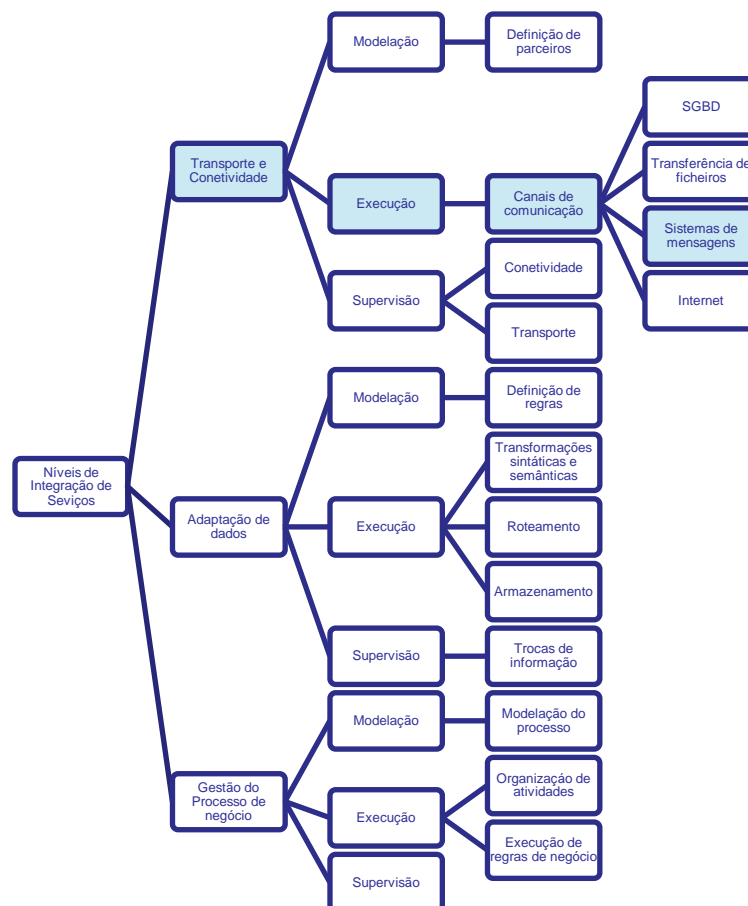 Modelação
Definição de
parceiros
SGBD
Transporte e
Conetividade
Transferência de
ficheiros
Execução
Canais de
comunicação
Sistemas de
mensagens
Supervisão
Conetividade
Internet
Transporte
Modelação
Definição de
regras
Níveis de
Integração de
Seviços
Transformações
sintáticas e
semânticas
Adaptação de
dados
Execução
Roteamento
Armazenamento
Supervisão
Trocas de
informação
Modelação
Modelação do
processo
Gestão do
Processo de
negócio
Organizaçáo de
atividades
Execução
Execução de
regras de negócio
Supervisão